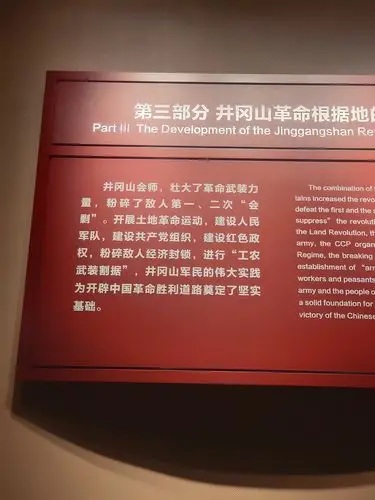 第三部分 井冈山革命根据地的
Part III The Development of the Jinggangshan Rev
井冈山会师，壮大了革命武装力
量，粉碎了敌人第一、二次“会
剿”。开展土地革命运动，建设人民
军队，建设共产党组织，建设红色政
权，粉碎敌人经济封锁，进行“工农
武装割据”，井冈山军民的伟大实践
为开辟中国革命胜利道路奠定了坚实
基础。
The combination of
tains increased the revo
defeat the first and the s
suppress” the revolut
the Land Revolution, th
army, the CCP organ
Regime, the breaking
establishment of “arm
workers and peasants
army and the people o
a solid foundation for
victory of the Chinese